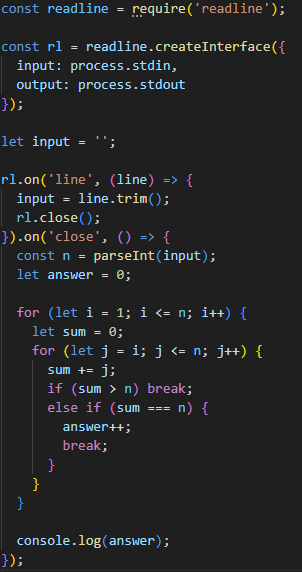 const readline = require('readline');

const rl = readline.createInterface({
  input: process.stdin,
  output: process.stdout
});

let input = '';

rl.on('line', (line) => {
  input = line.trim();
  rl.close();
}).on('close', () => {
  const n = parseInt(input);
  let answer = 0;

  for (let i = 1; i <= n; i++) {
    let sum = 0;
    for (let j = i; j <= n; j++) {
      sum += j;
      if (sum > n) break;
      else if (sum === n) {
        answer++;
        break;
      }
    }
  }

  console.log(answer);
});